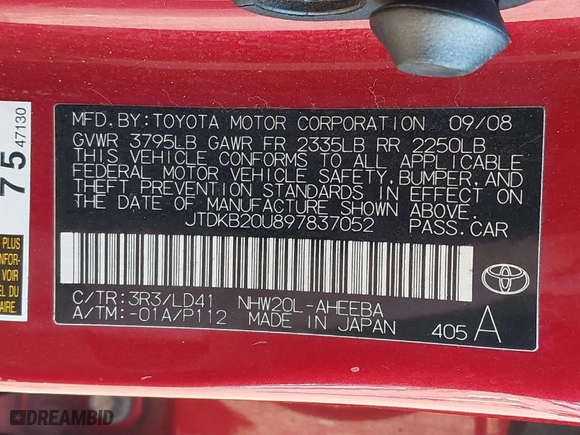 MFD. BY: TOYOTA MOTOR CORPORATION 09/08
GVWR 3795LB GAWR FR 2335LB RR 2250LB
THIS VEHICLE CONFORMS TO ALL APPLICABLE
FEDERAL MOTOR VEHICLE SAFETY, BUMPER, AND
THEFT PREVENTION STANDARDS IN EFFECT ON
THE DATE OF MANUFACTURE SHOWN ABOVE.
JTDKB20U897837052 PASS.CAR
C/TR:3R3/LD41 NHW20L-AHEEBA
A/TM:-01A/P112 MADE IN JAPAN 405 A
75 47130
PLUS
NFOR-
VOIR
EL DU
AIRE.
DREAMBID